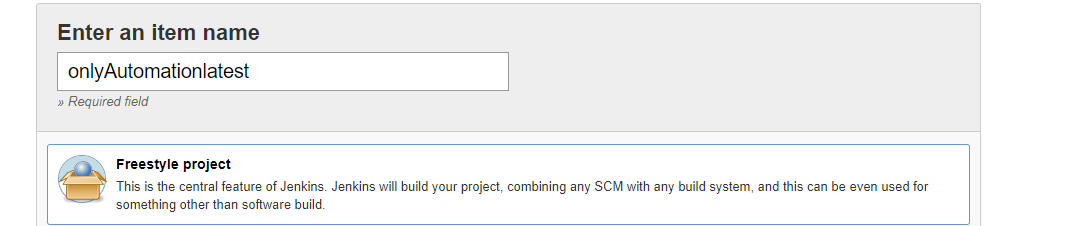 Enter an item name
onlyAutomationlatest
» Required field
Freestyle project
This is the central feature of Jenkins. Jenkins will build your project, combining any SCM with any build system, and this can be even used for
something other than software build.